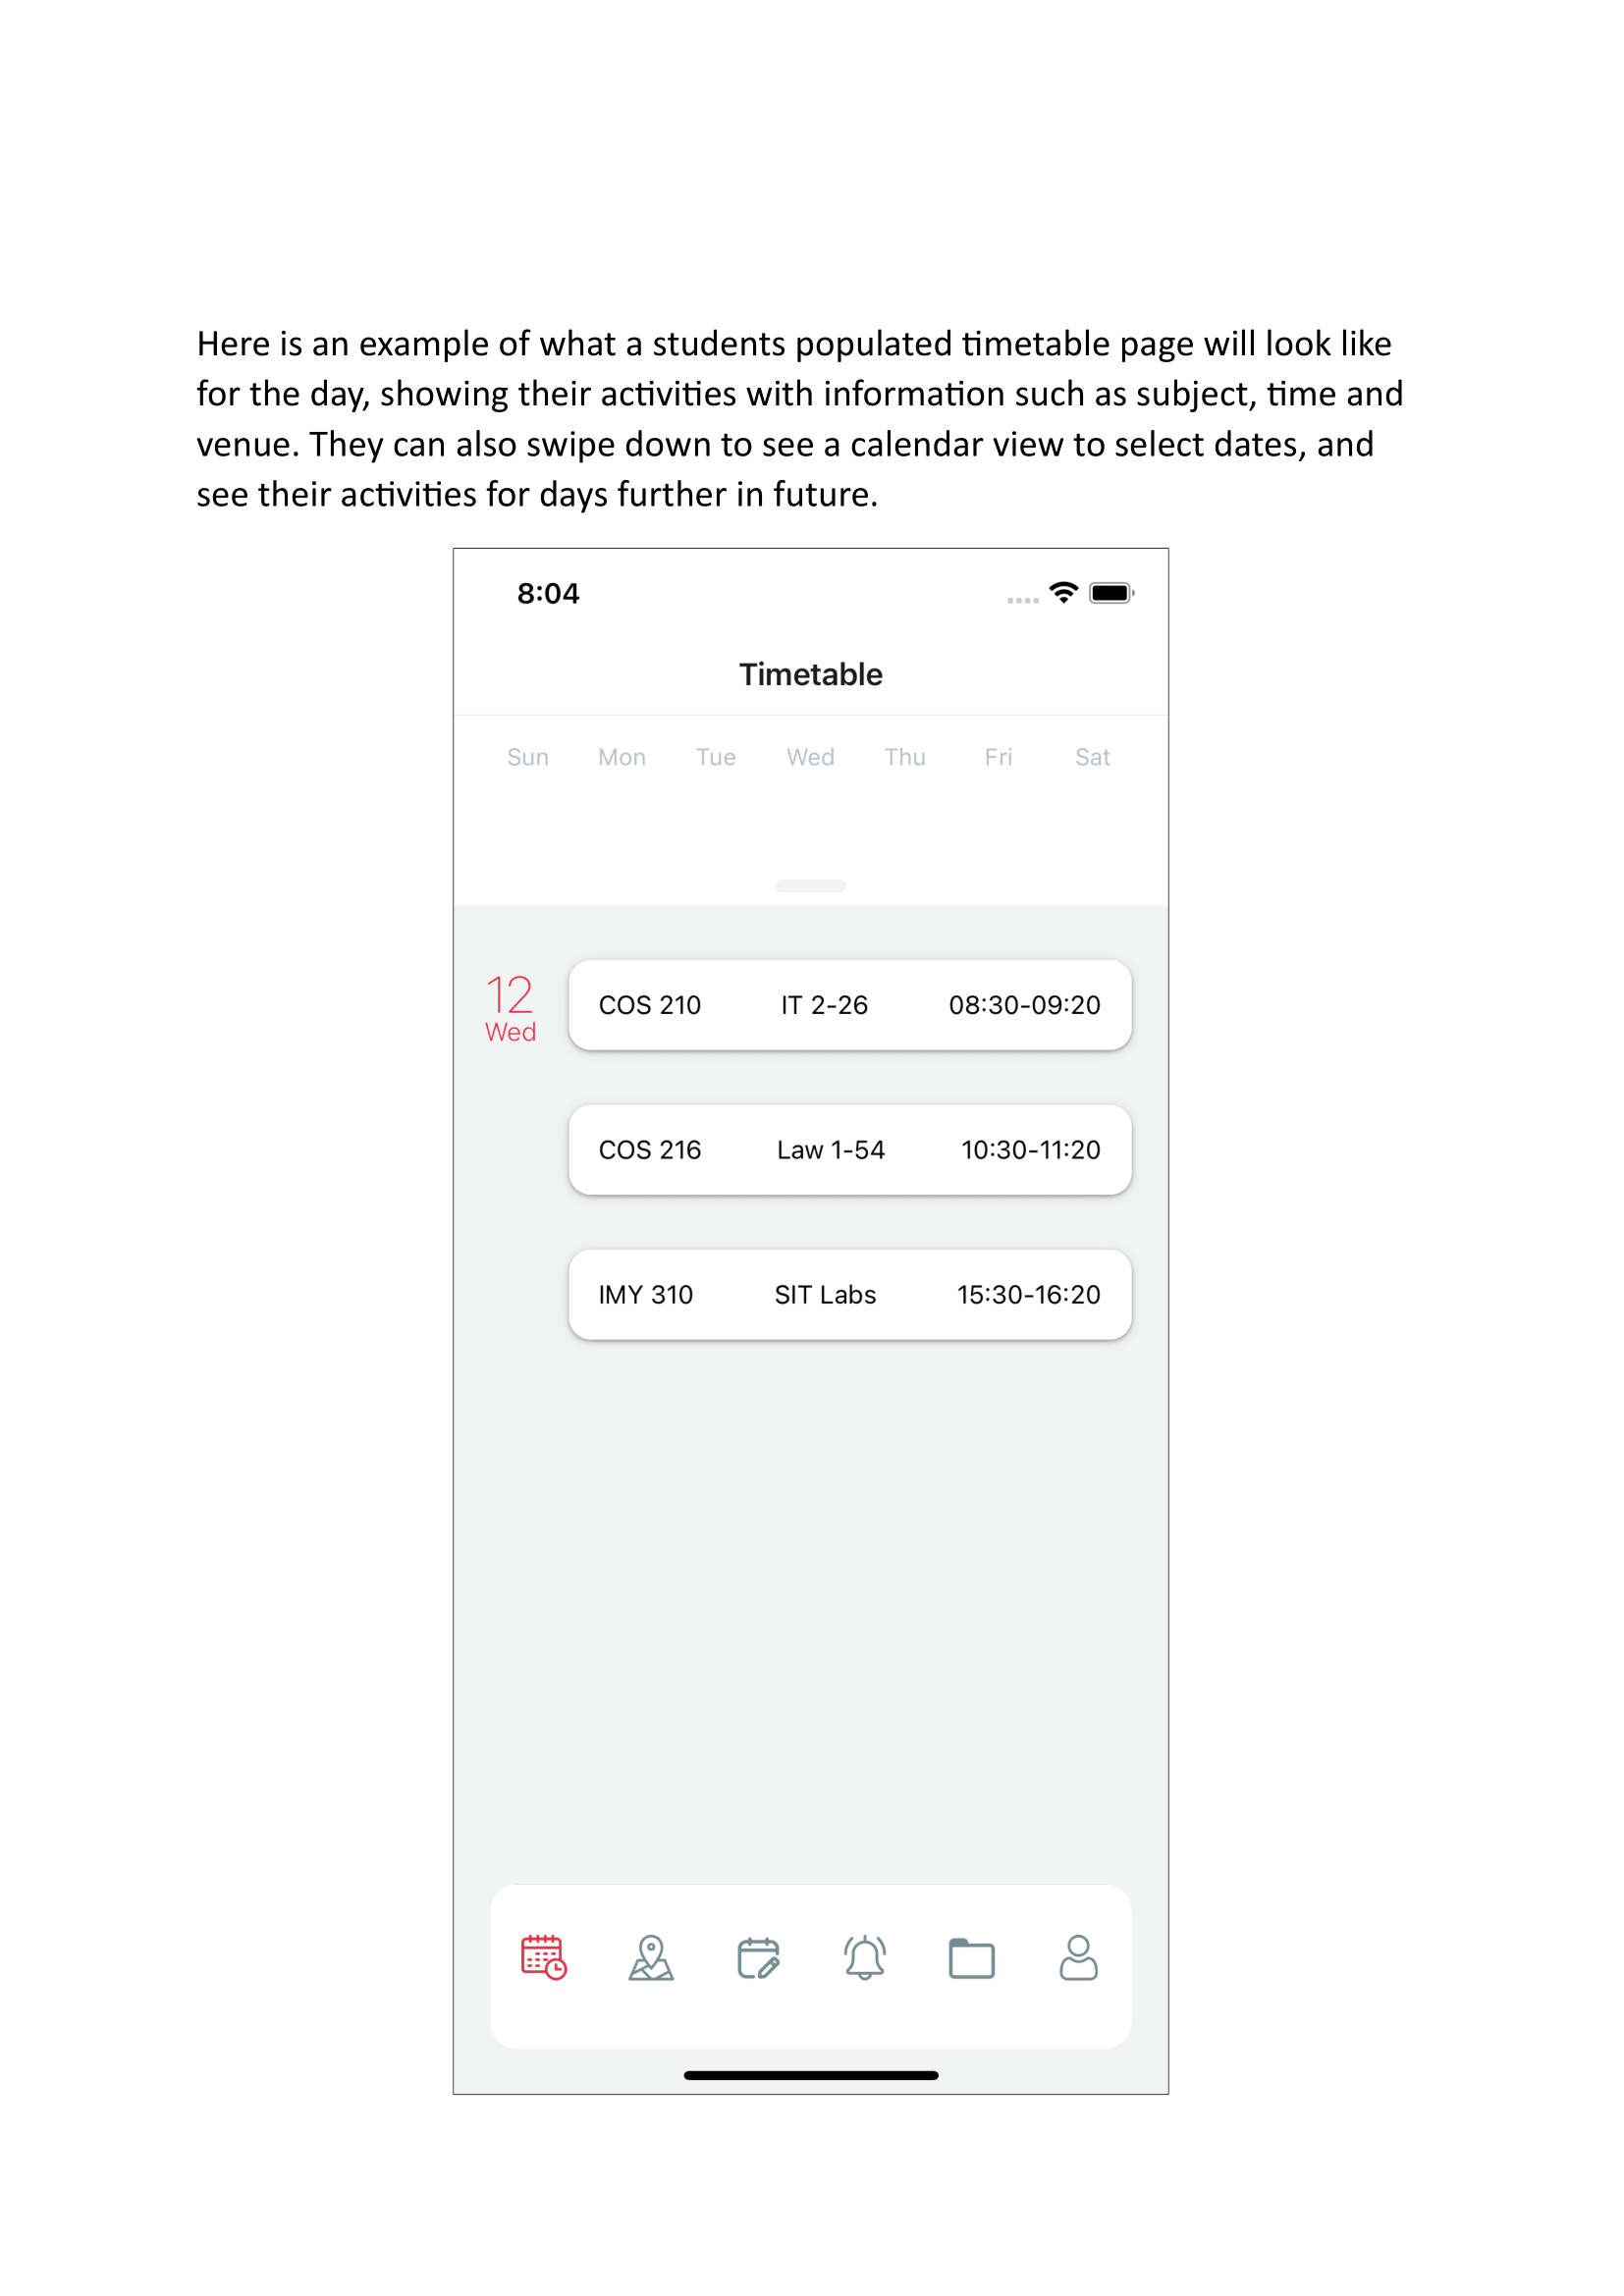 Here is an example of what a students populated timetable page will look like
for the day, showing their activities with information such as subject, time and
venue. They can also swipe down to see a calendar view to select dates, and
see their activities for days further in future.
8:04
Timetable
Sun Mon Tue Wed Thu Fri Sat
12
Wed
COS 210 IT 2-26 08:30-09:20
COS 216 Law 1-54 10:30-11:20
IMY 310 SIT Labs 15:30-16:20